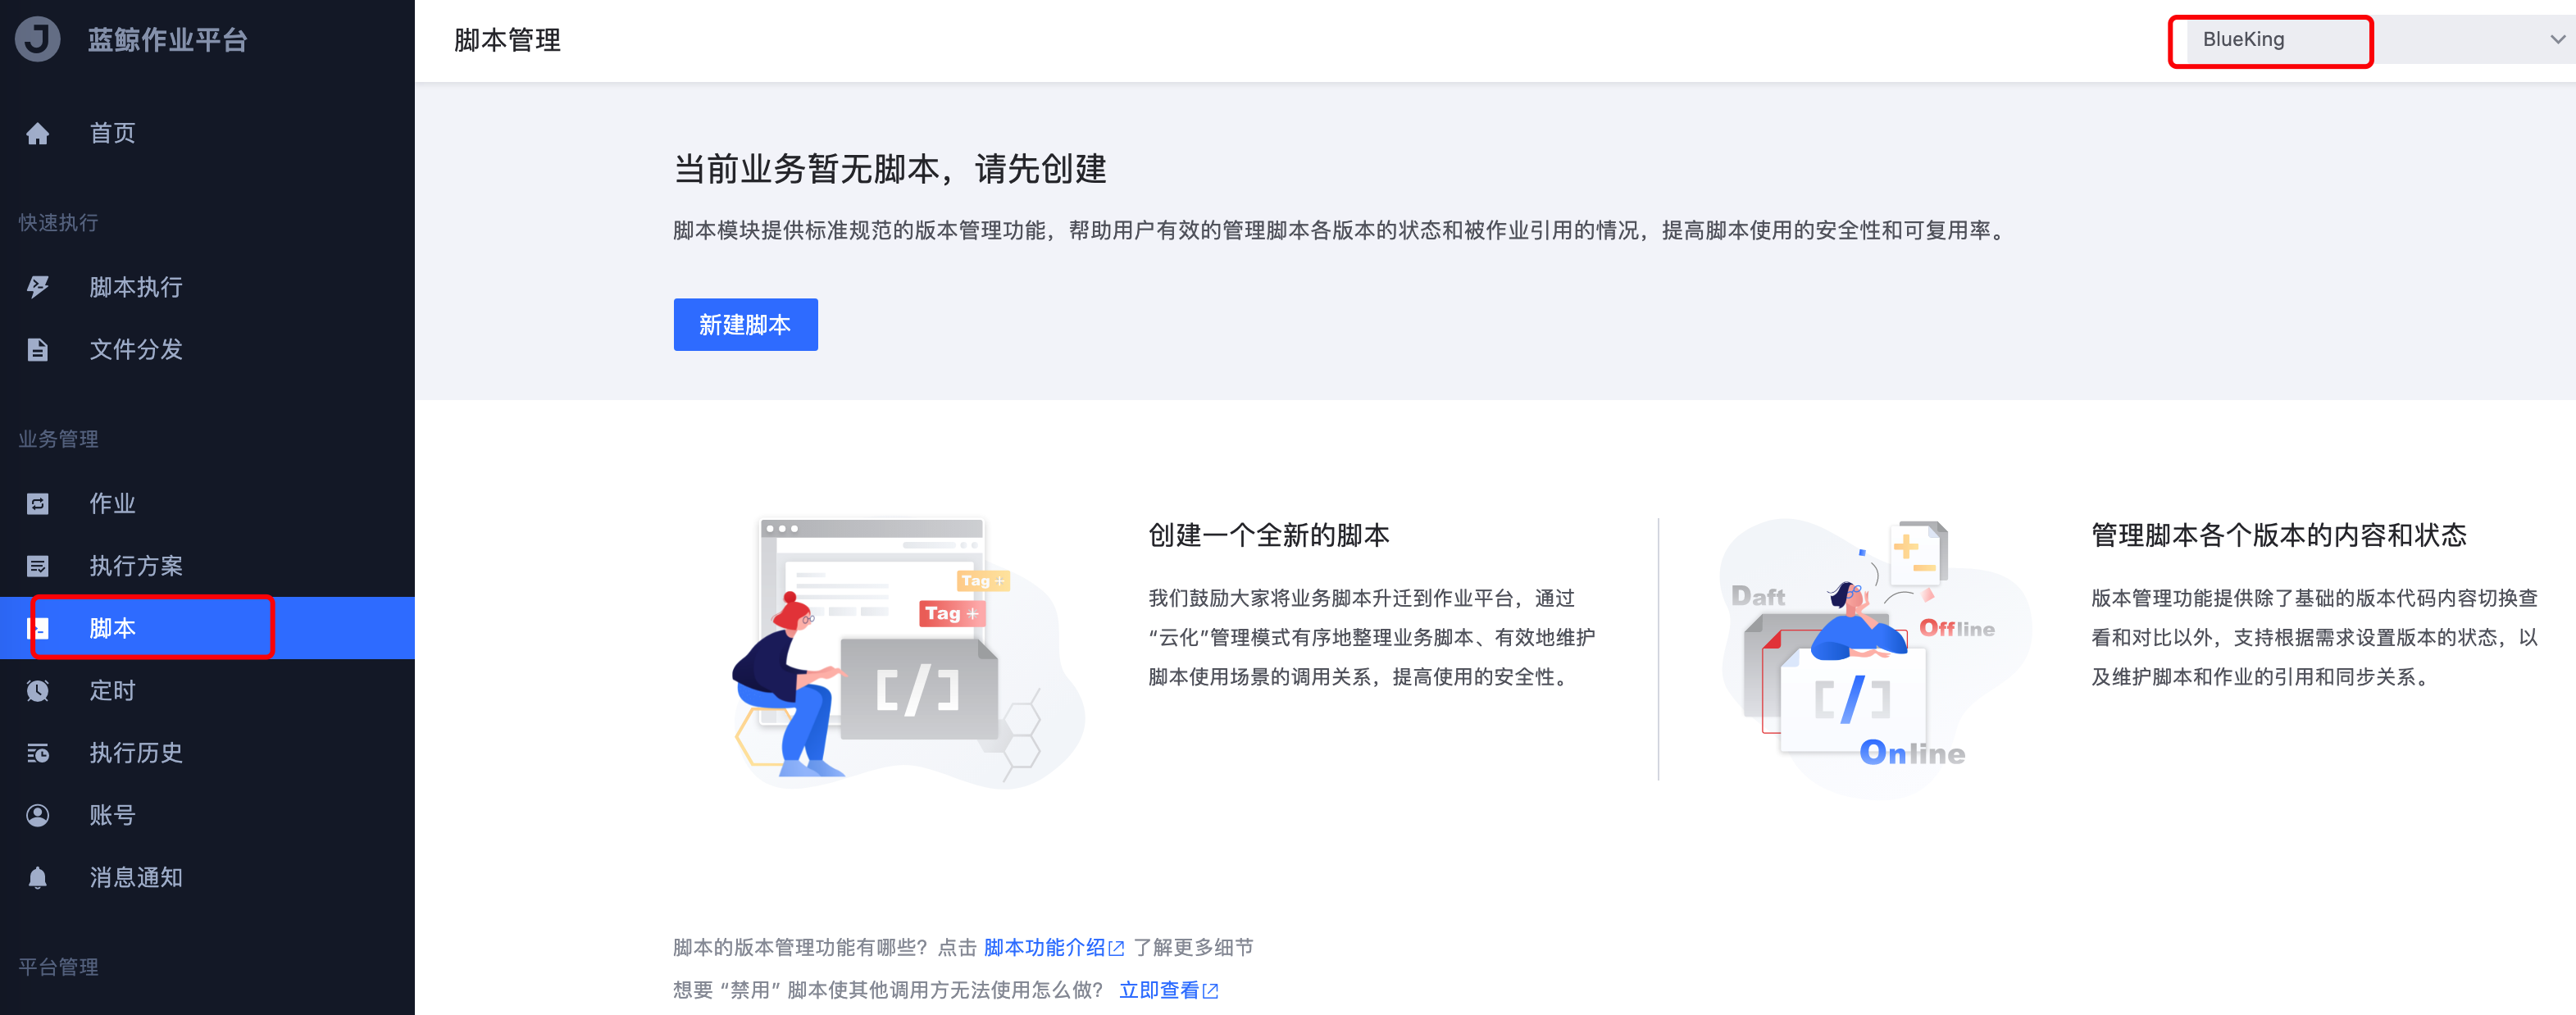 蓝鲸作业平台
首页
快速执行
脚本执行
文件分发
业务管理
作业
执行方案
脚本
定时
执行历史
账号
消息通知
平台管理
脚本管理
BlueKing
当前业务暂无脚本，请先创建
脚本模块提供标准规范的版本管理功能，帮助用户有效的管理脚本各版本的状态和被作业引用的情况，提高脚本使用的安全性和可复用率。
新建脚本
Tag +
Tag +
[/]
创建一个全新的脚本
我们鼓励大家将业务脚本升迁到作业平台，通过
“云化”管理模式有序地整理业务脚本、有效地维护
脚本使用场景的调用关系，提高使用的安全性。
Daft
Offline
[/]
Online
管理脚本各个版本的内容和状态
版本管理功能提供除了基础的版本代码内容切换查
看和对比以外，支持根据需求设置版本的状态，以
及维护脚本和作业的引用和同步关系。
脚本的版本管理功能有哪些？点击 脚本功能介绍 了解更多细节
想要 “禁用” 脚本使其他调用方无法使用怎么做？ 立即查看